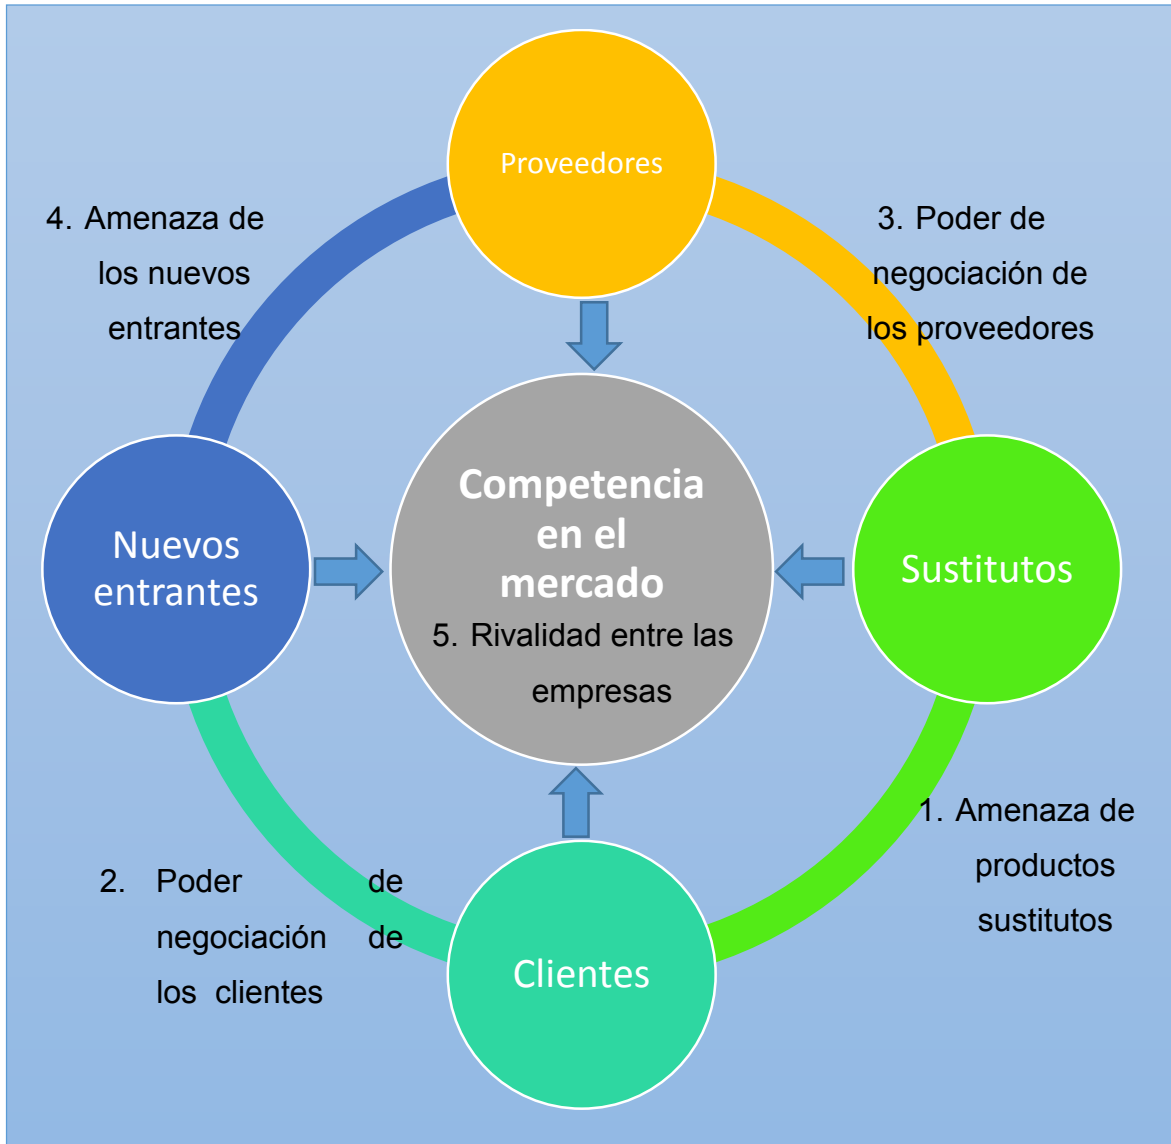 Proveedores
4. Amenaza de
los nuevos
entrantes
3. Poder de
negociación de
los proveedores
Nuevos
entrantes
Competencia
en el
mercado
5. Rivalidad entre las
empresas
Sustitutos
1. Amenaza de
productos
sustitutos
2. Poder de
negociación de
los clientes
Clientes